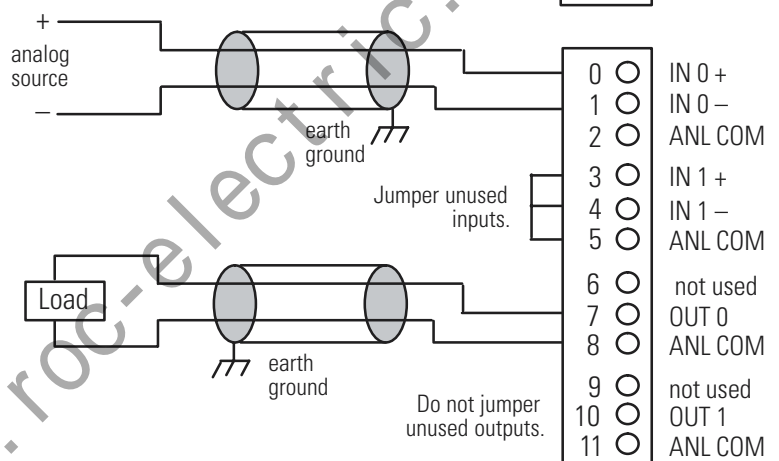 +
analog
source
–
earth
ground
Jumper unused
inputs.
0 IN 0 +
1 IN 0 –
2 ANL COM
3 IN 1 +
4 IN 1 –
5 ANL COM
6 not used
7 OUT 0
8 ANL COM
9 not used
10 OUT 1
11 ANL COM
Load
earth
ground
Do not jumper
unused outputs.
.roc-electric.